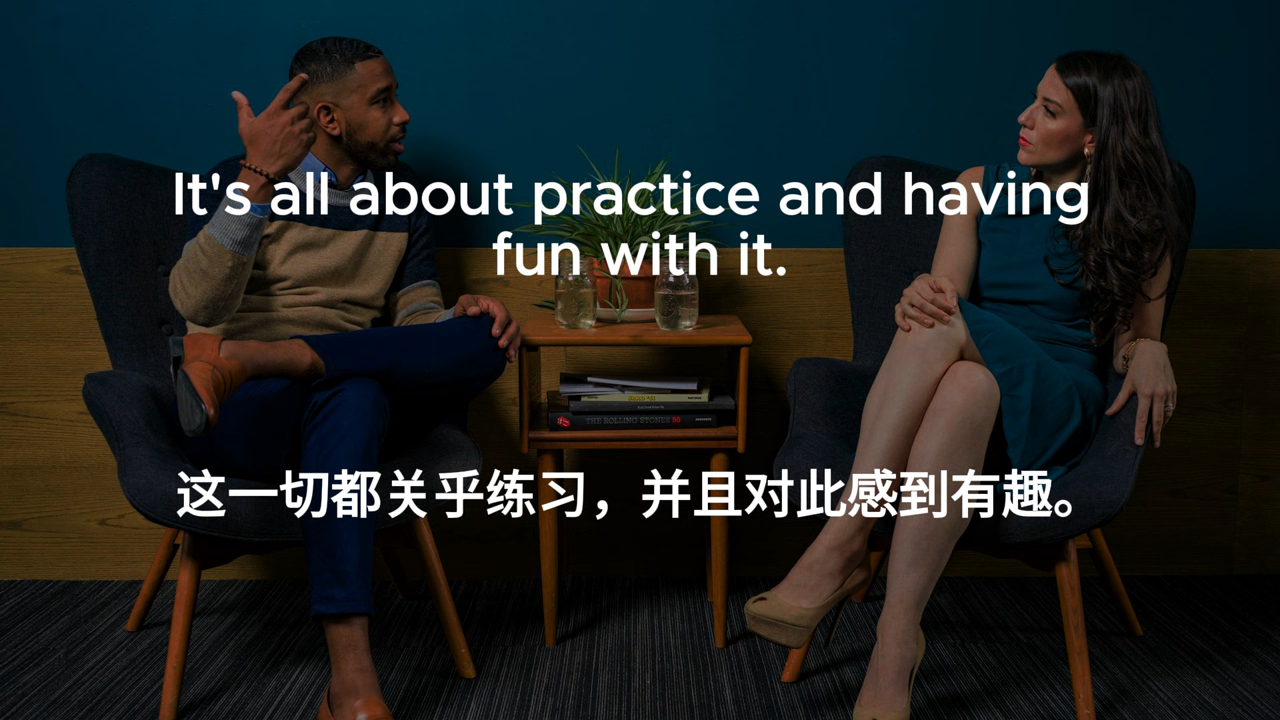 It's all about practice and having
fun with it.
THE ROLLING STONES
这一切都关乎练习，并且对此感到有趣。